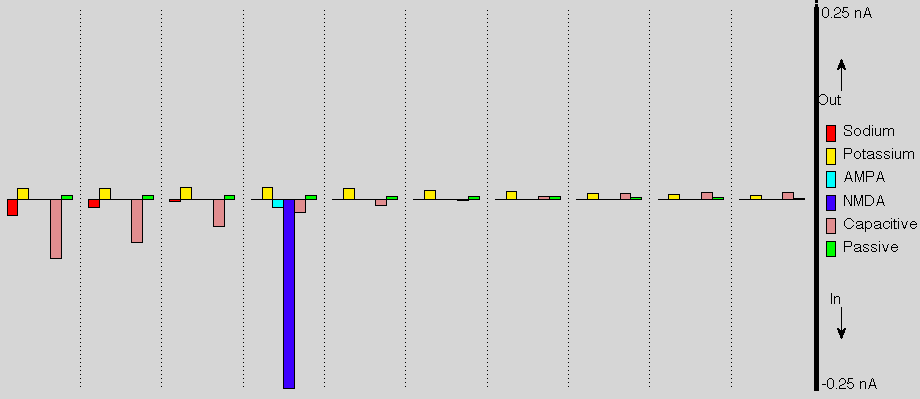 0.25 nA
Out
Sodium
Potassium
AMPA
NMDA
Capacitive
Passive
In
-0.25 nA